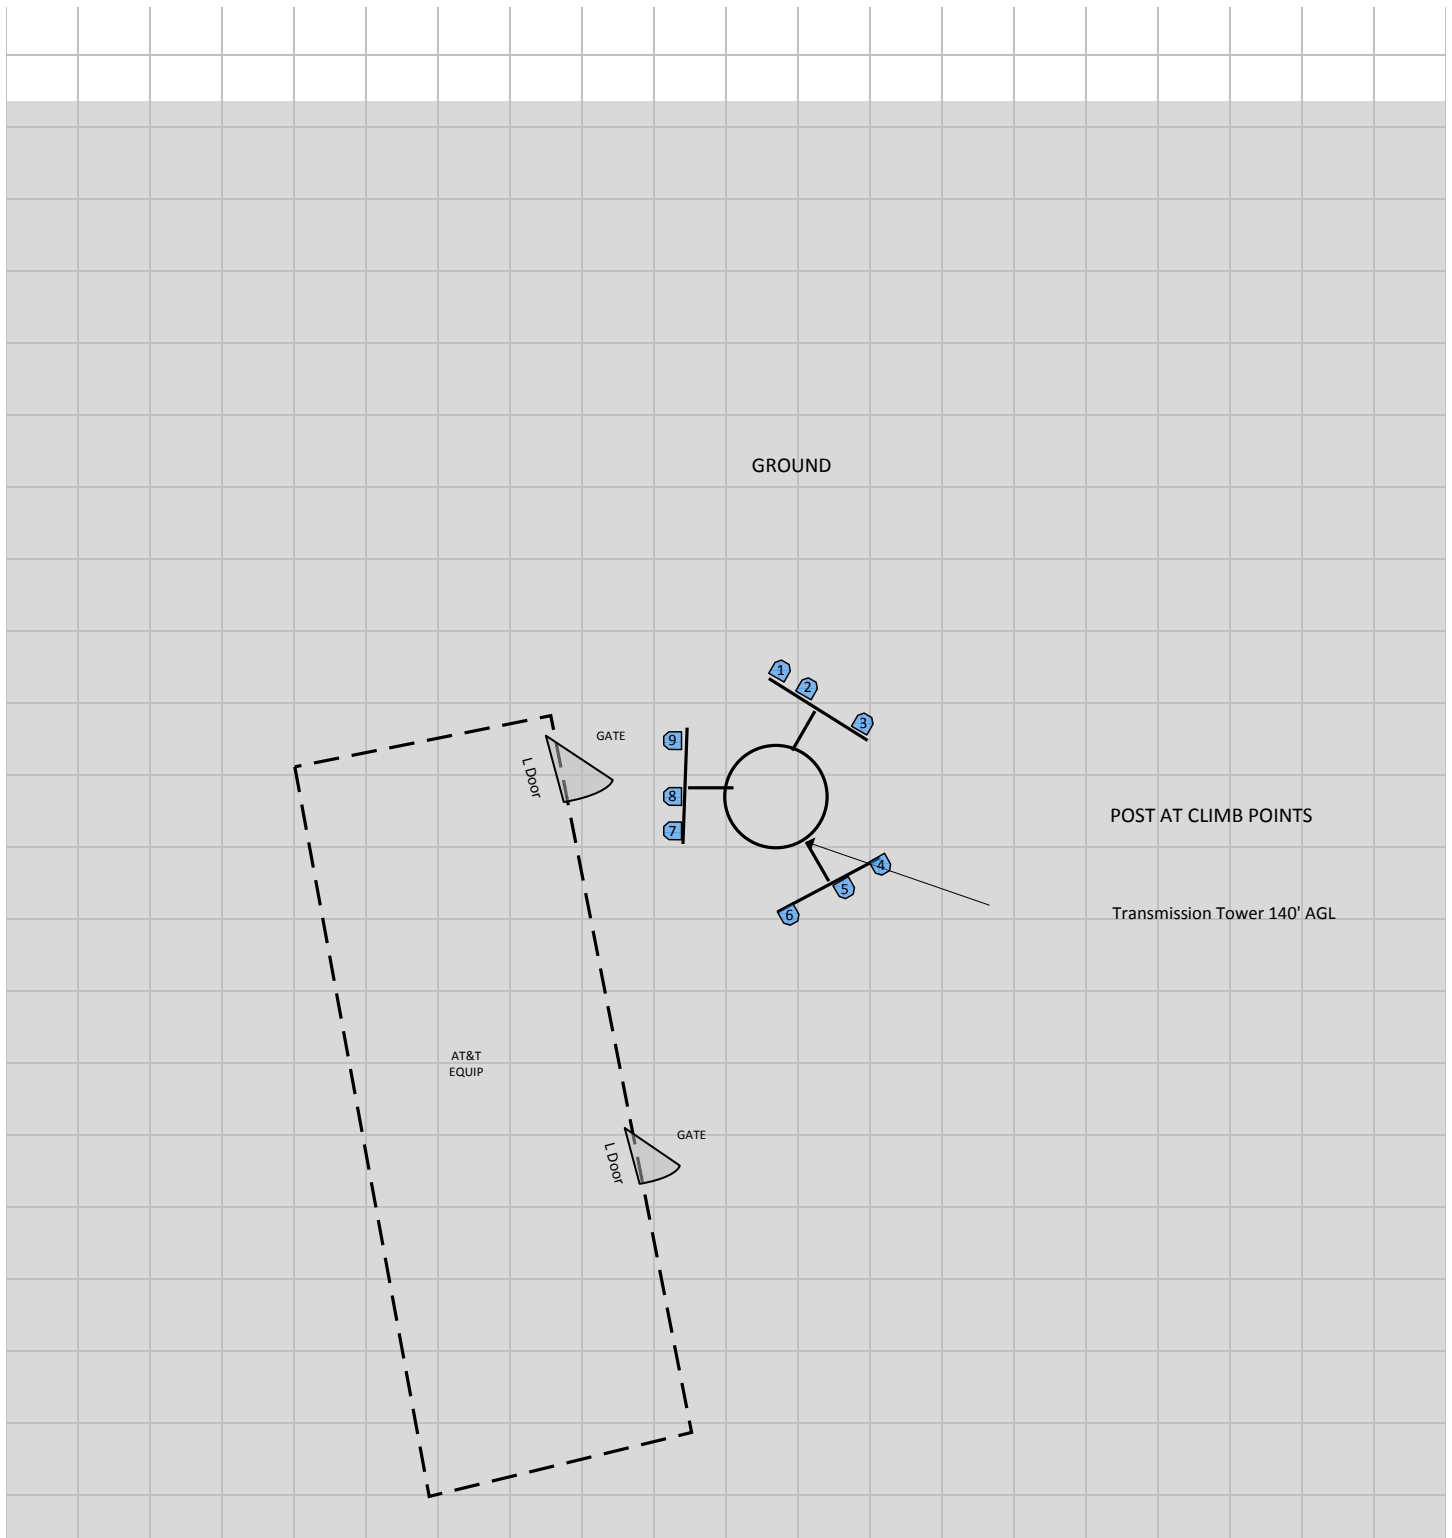 GROUND
1
2
3
GATE
9
L Door
8
POST AT CLIMB POINTS
7
4
5
6
Transmission Tower 140' AGL
AT&T
EQUIP
GATE
L Door